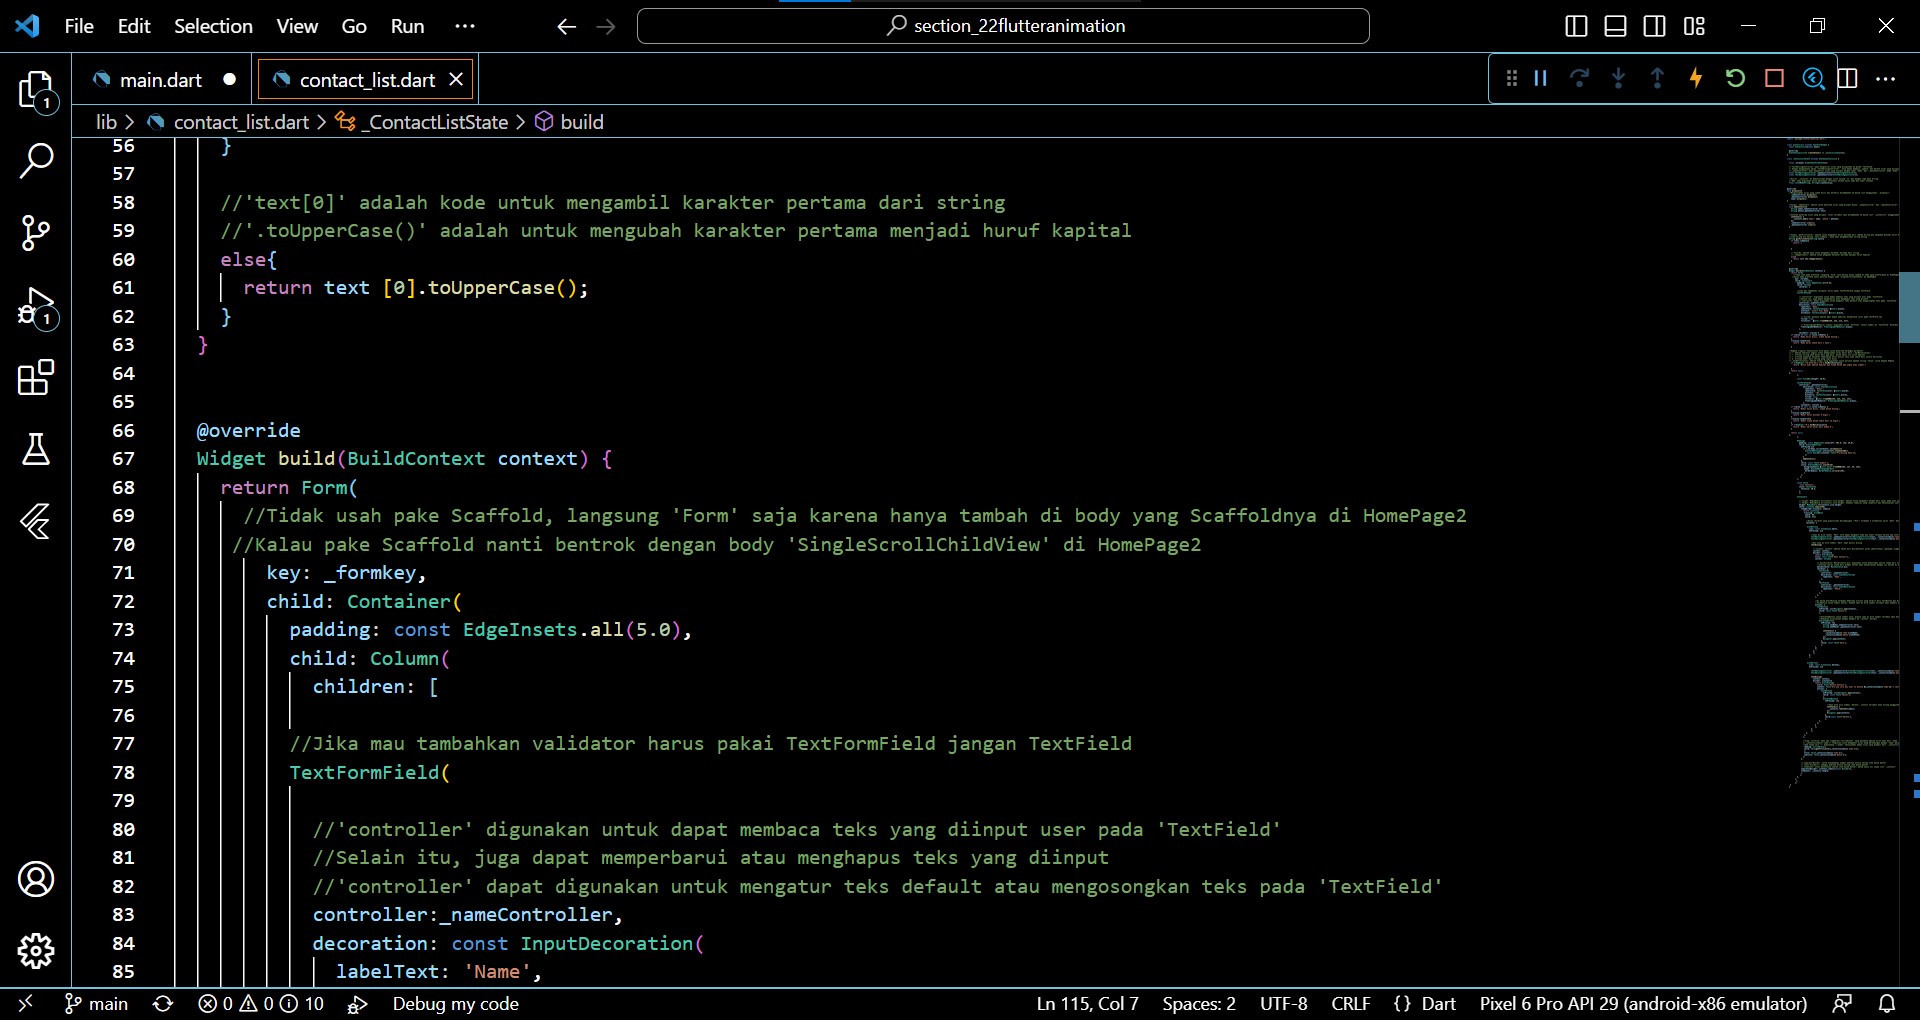 File Edit Selection View Go Run ··· section_22flutteranimation
main.dart contact_list.dart
lib > contact_list.dart > _ContactListState > build
56 }
57
58 //'text[0]' adalah kode untuk mengambil karakter pertama dari string
59 //'.toUpperCase()' adalah untuk mengubah karakter pertama menjadi huruf kapital
60 else{
61 return text [0].toUpperCase();
62 }
63 }
64
65
66 @override
67 Widget build(BuildContext context) {
68 return Form(
69 //Tidak usah pake Scaffold, langsung 'Form' saja karena hanya tambah di body yang Scaffoldnya di HomePage2
70 //Kalau pake Scaffold nanti bentrok dengan body 'SingleScrollChildView' di HomePage2
71 key: _formkey,
72 child: Container(
73 padding: const EdgeInsets.all(5.0),
74 child: Column(
75 children: [
76
77 //Jika mau tambahkan validator harus pakai TextFormField jangan TextField
78 TextFormField(
79
80 //'controller' digunakan untuk dapat membaca teks yang diinput user pada 'TextField'
81 //Selain itu, juga dapat memperbarui atau menghapus teks yang diinput
82 //'controller' dapat digunakan untuk mengatur teks default atau mengosongkan teks pada 'TextField'
83 controller:_nameController,
84 decoration: const InputDecoration(
85 labelText: 'Name',
1
1
main 0 0 10 Debug my code Ln 115, Col 7 Spaces: 2 UTF-8 CRLF {} Dart Pixel 6 Pro API 29 (android-x86 emulator)